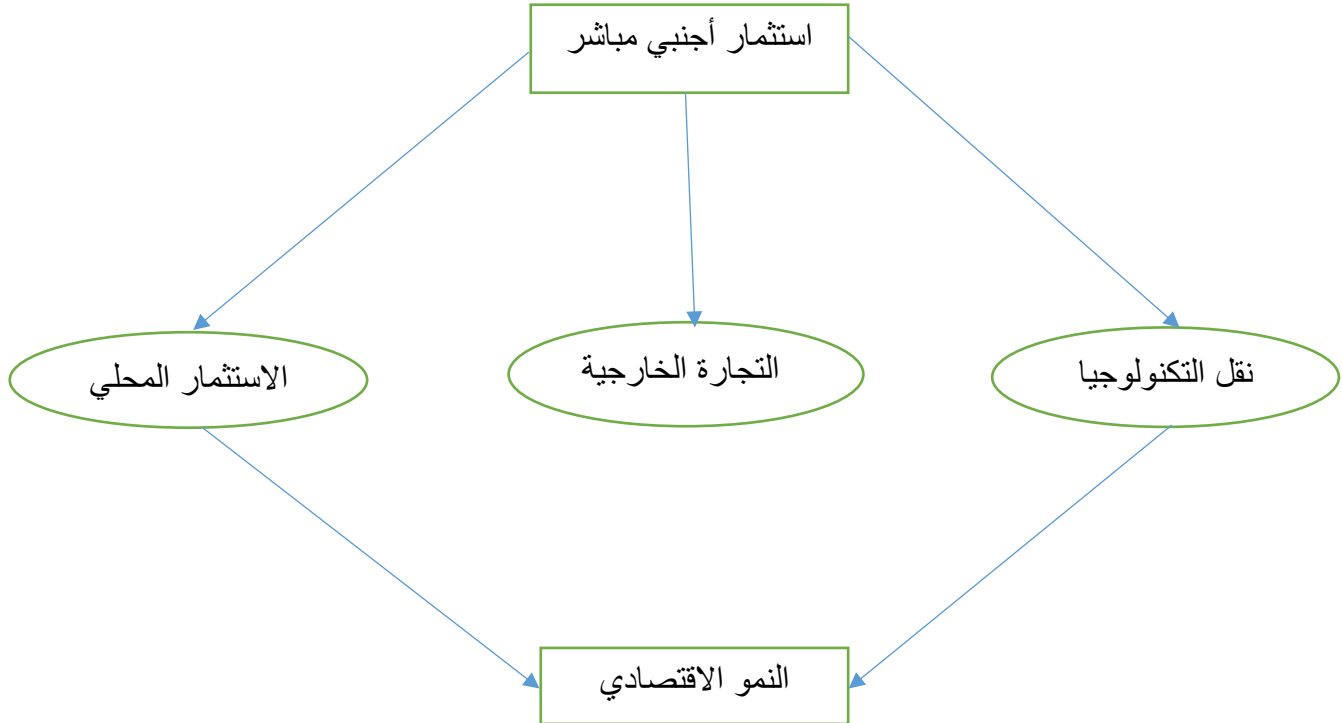 استثمار أجنبي مباشر
نقل التكنولوجيا
التجارة الخارجية
الاستثمار المحلي
النمو الاقتصادي